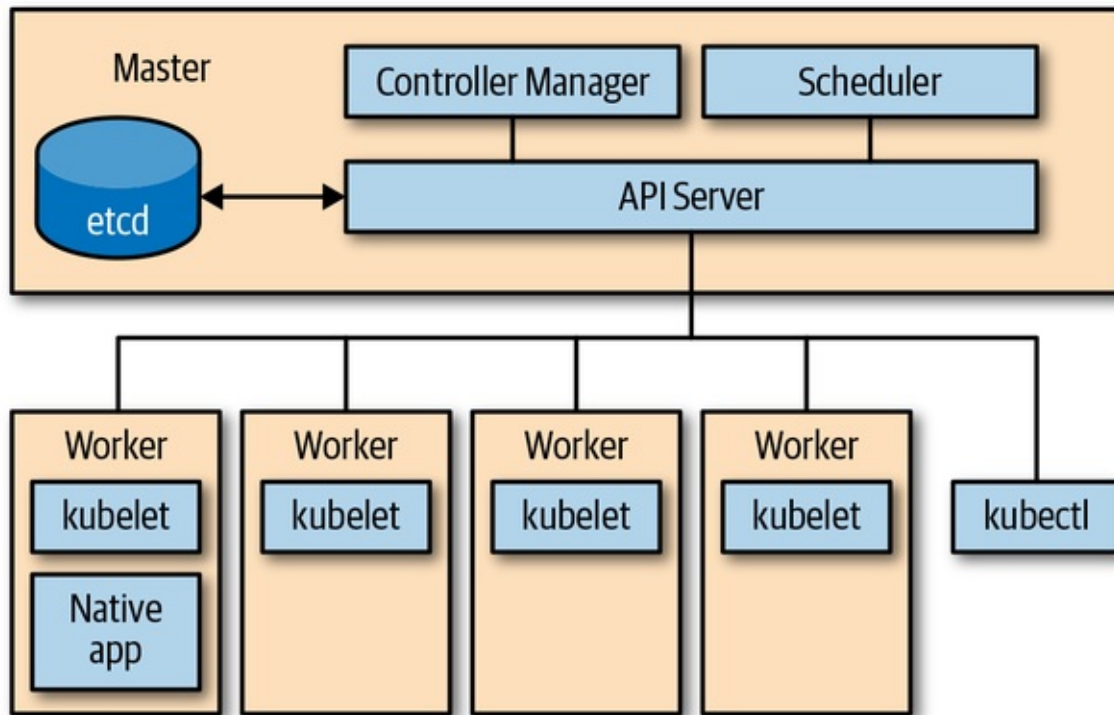 Master
Controller Manager
Scheduler
etcd
API Server
Worker
Worker
Worker
Worker
kubelet
kubelet
kubelet
kubelet
kubectl
Native
app